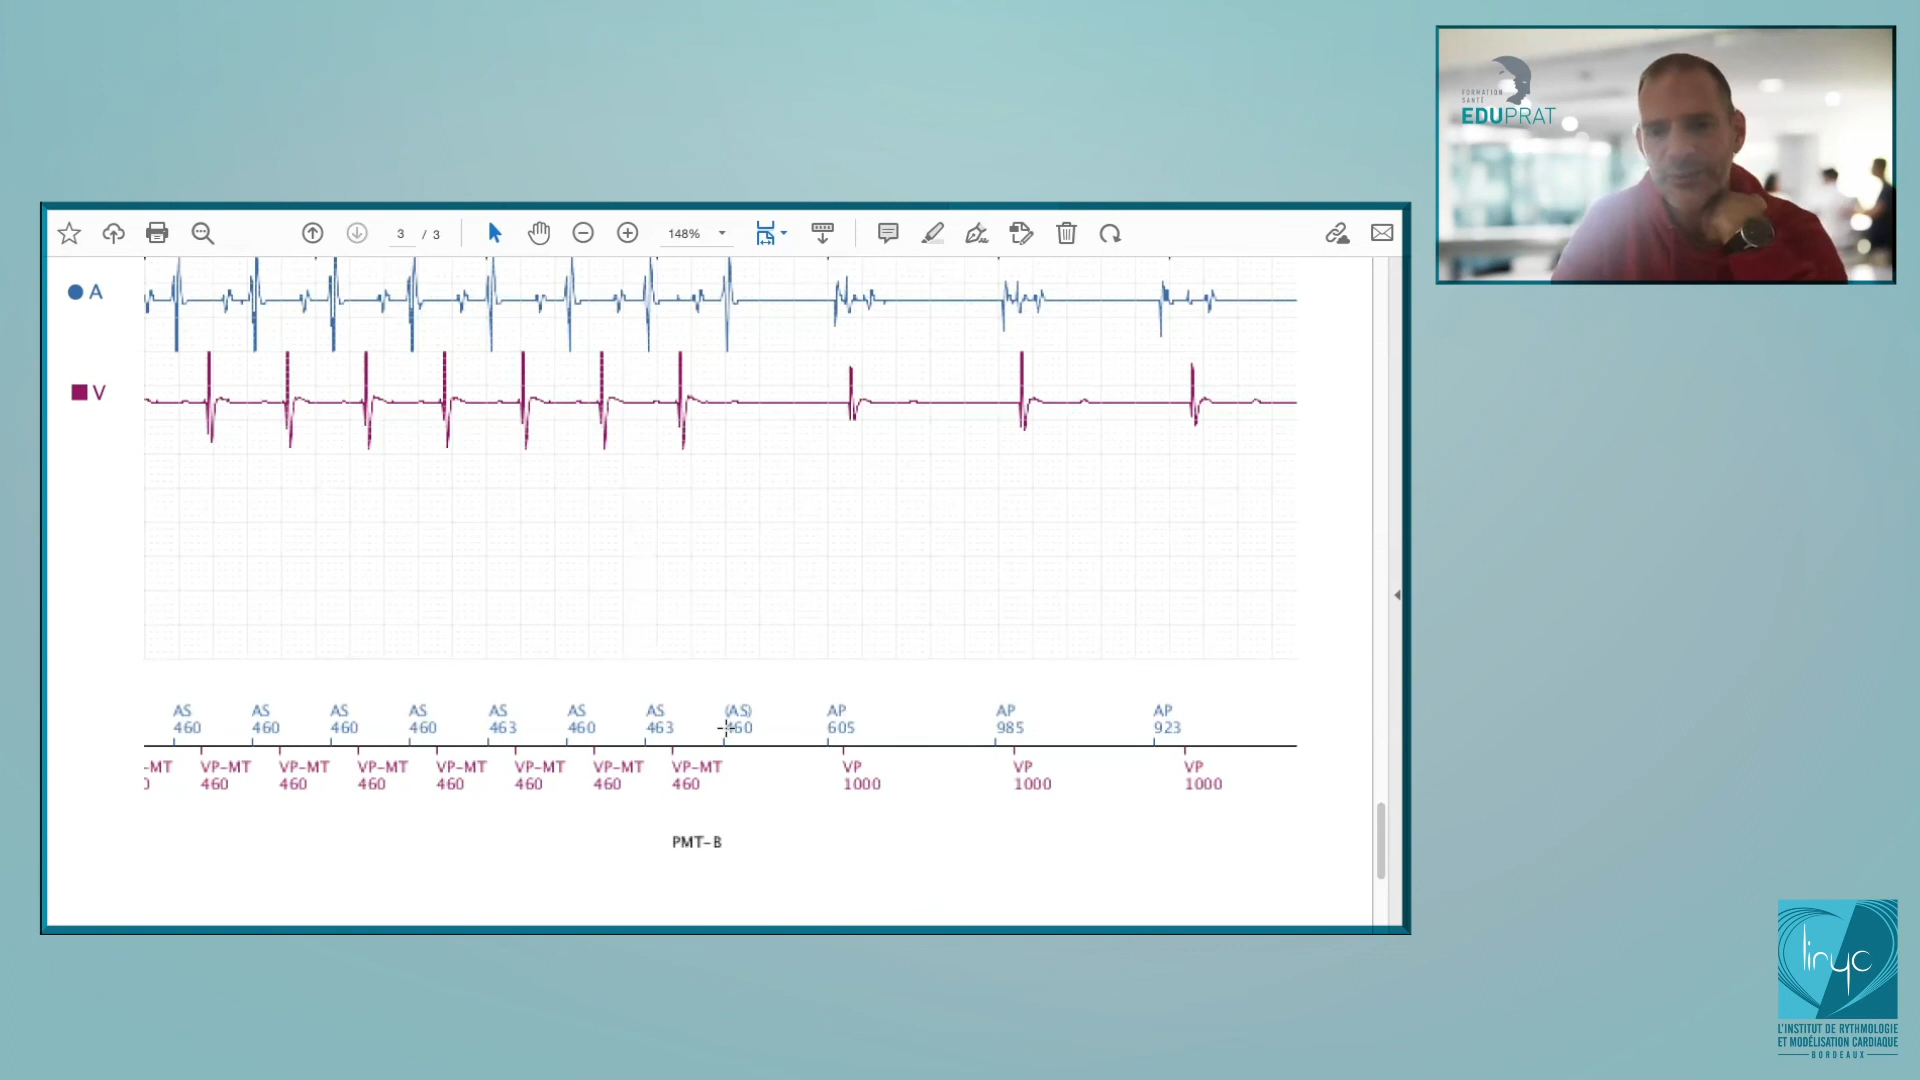 FORMATION
SANTÉ
EDUPRAT
3 / 3
148%
A
V
AS AS AS AS AS AS AS (AS) AP AP AP
460 460 460 460 463 460 463 460 605 985 923
-MT VP-MT VP-MT VP-MT VP-MT VP-MT VP-MT VP-MT VP VP VP
0 460 460 460 460 460 460 460 1000 1000 1000
PMT-B
liryc
L'INSTITUT DE RYTHMOLOGIE
ET MODÉLISATION CARDIAQUE
BORDEAUX